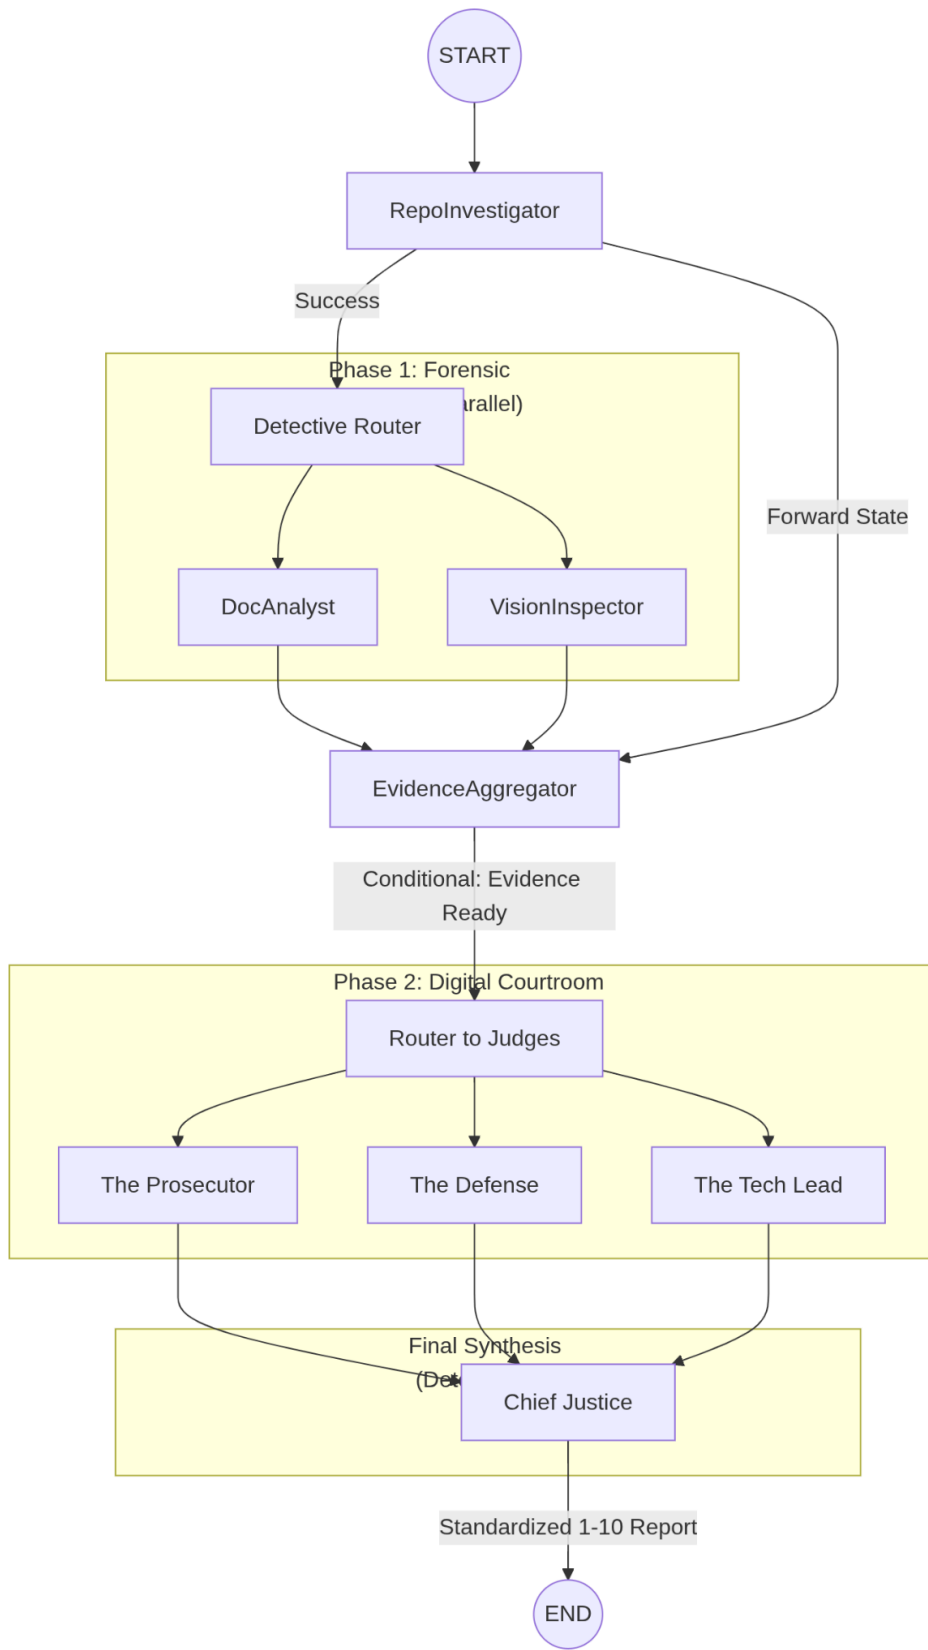 START
RepoInvestigator
Success
Phase 1: Forensic
arallel)
Detective Router
Forward State
DocAnalyst
VisionInspector
EvidenceAggregator
Conditional: Evidence
Ready
Phase 2: Digital Courtroom
Router to Judges
The Prosecutor
The Defense
The Tech Lead
Final Synthesis
(Det
Chief Justice
Standardized 1-10 Report
END